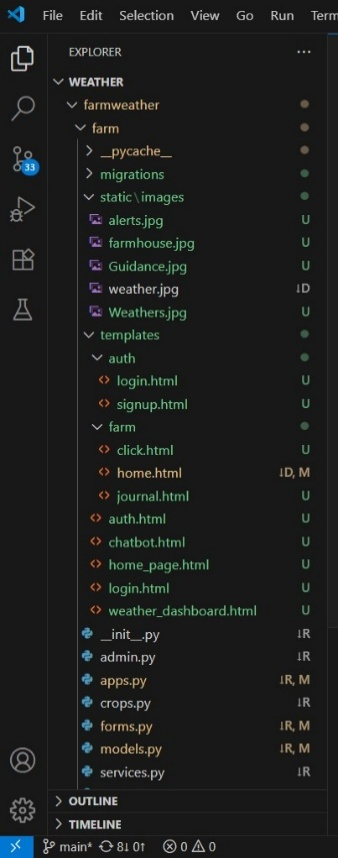 File Edit Selection View Go Run Term
EXPLORER ...
WEATHER
farmweather
farm
__pycache__
migrations
static\images
alerts.jpg U
farmhouse.jpg U
Guidance.jpg U
weather.jpg ↓D
Weathers.jpg U
templates
auth
login.html U
signup.html U
farm
click.html U
home.html ↓D, M
journal.html U
auth.html U
chatbot.html U
home_page.html U
login.html U
weather_dashboard.html U
__init__.py ↓R
admin.py ↓R
apps.py ↓R, M
crops.py ↓R
forms.py ↓R, M
models.py ↓R, M
services.py ↓R
33
OUTLINE
TIMELINE
main* 8↓ 0↑ 0 0